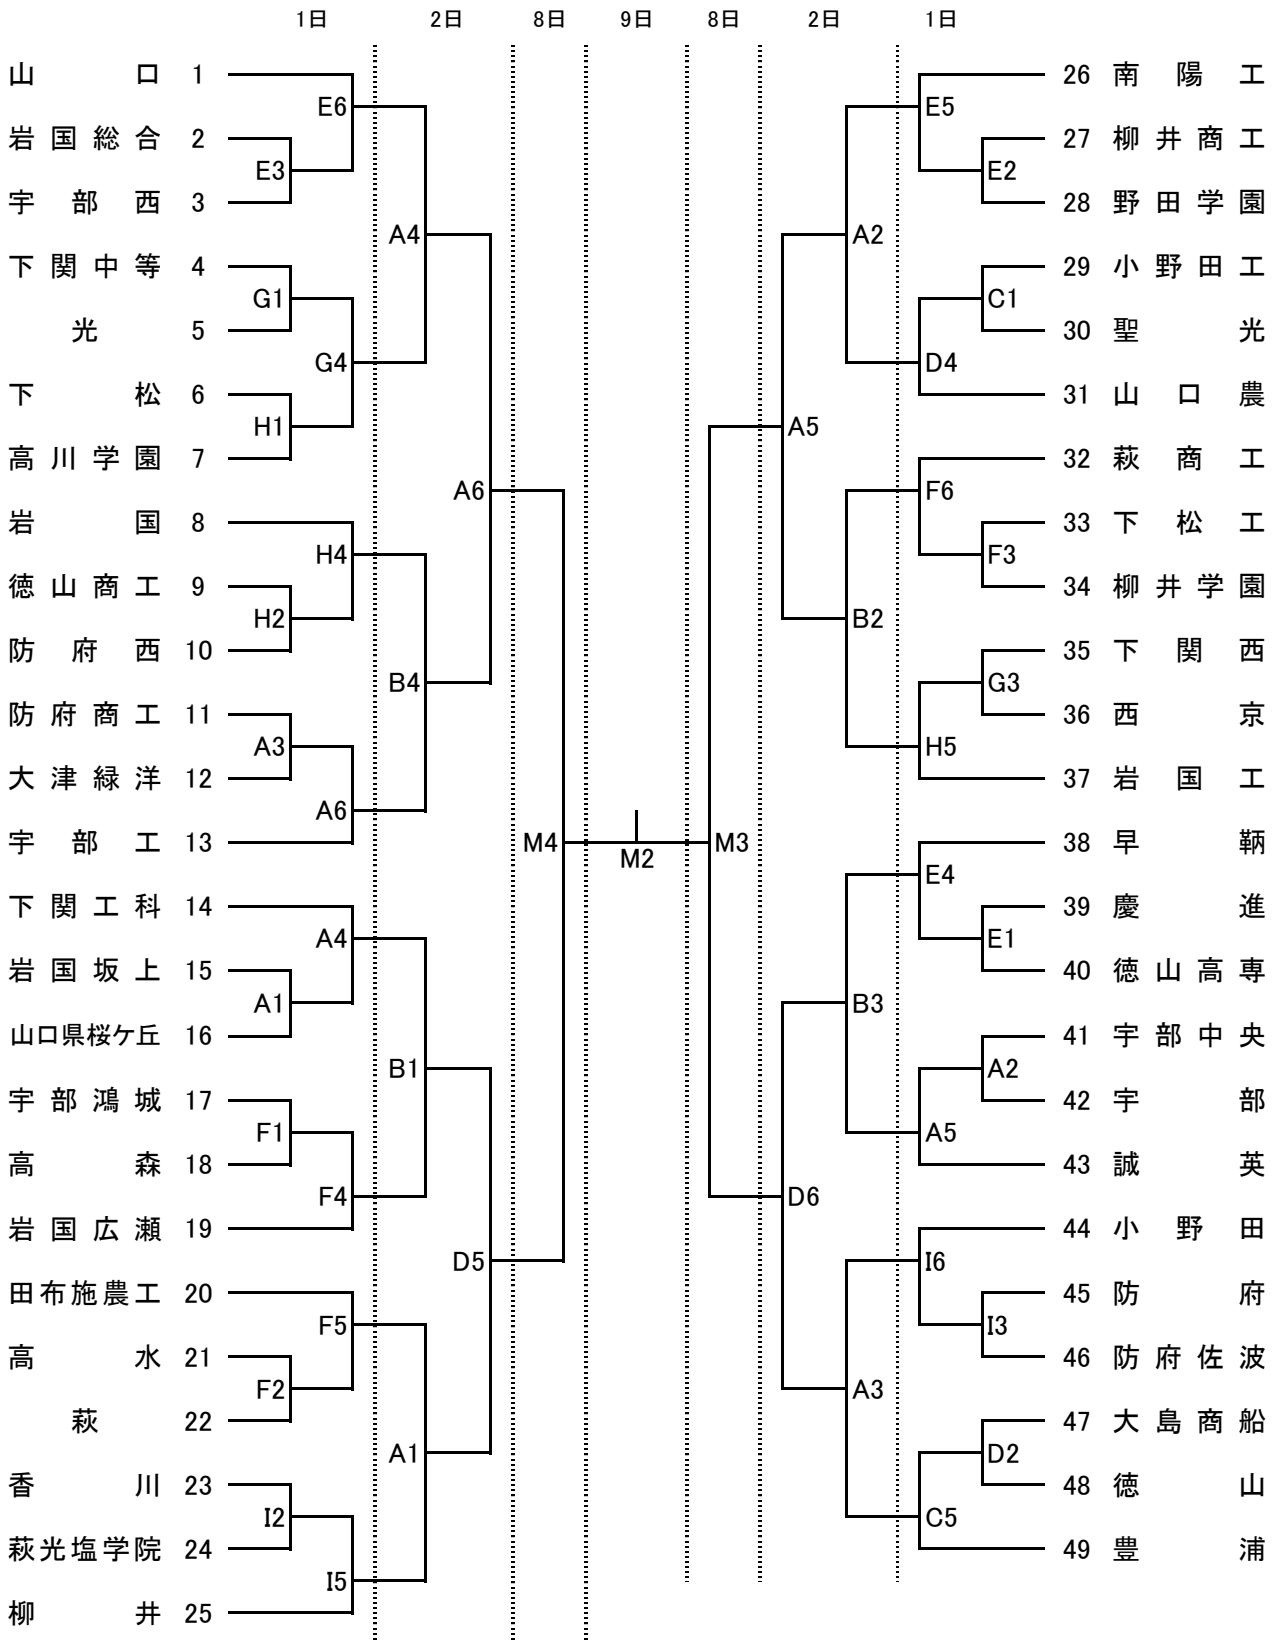 1日 2日 8日 9日 8日 2日 1日
山口 1
E6
岩国総合 2
E3
宇部西 3
A4
下関中等 4
G1
光 5
G4
下松 6
H1
高川学園 7
A6
岩国 8
H4
徳山商工 9
H2
防府西 10
B4
防府商工 11
A3
大津緑洋 12
A6
宇部工 13
M4
下関工科 14
A4
岩国坂上 15
A1
山口県桜ケ丘 16
B1
宇部鴻城 17
F1
高森 18
F4
岩国広瀬 19
D5
田布施農工 20
F5
高水 21
F2
萩 22
A1
香川 23
I2
萩光塩学院 24
I5
柳井 25
M2
26 南陽工
E5
27 柳井商工
E2
28 野田学園
A2
29 小野田工
C1
30 聖光
D4
31 山口農
A5
32 萩商工
F6
33 下松工
F3
34 柳井学園
B2
35 下関西
G3
36 西京
H5
37 岩国工
M3
38 早鞆
E4
39 慶進
E1
40 徳山高専
B3
41 宇部中央
A2
42 宇部
A5
43 誠英
D6
44 小野田
I6
45 防府
I3
46 防府佐波
A3
47 大島商船
D2
48 徳山
C5
49 豊浦